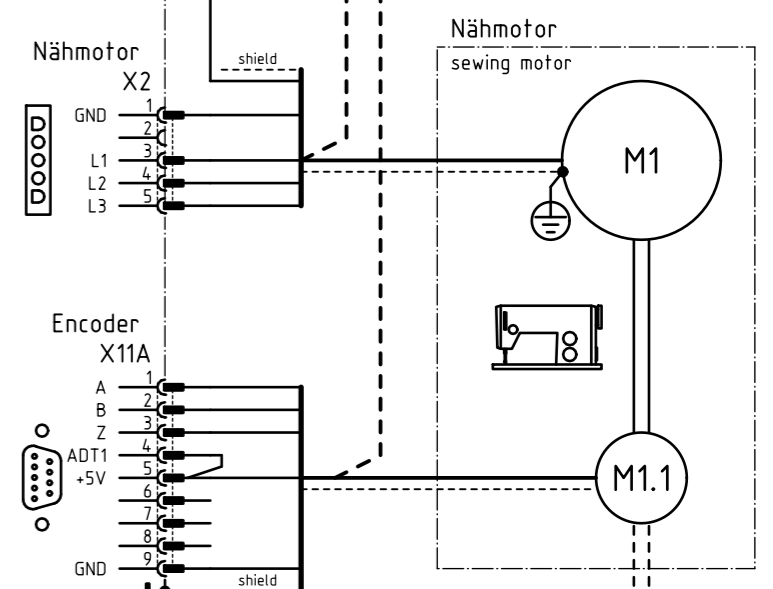 Nähmotor
X2
shield
GND 1
2
L1 3
L2 4
L3 5
Nähmotor
sewing motor
M1
Encoder
X11A
A 1
B 2
Z 3
ADT1 4
+5V 5
6
7
8
GND 9
shield
M1.1